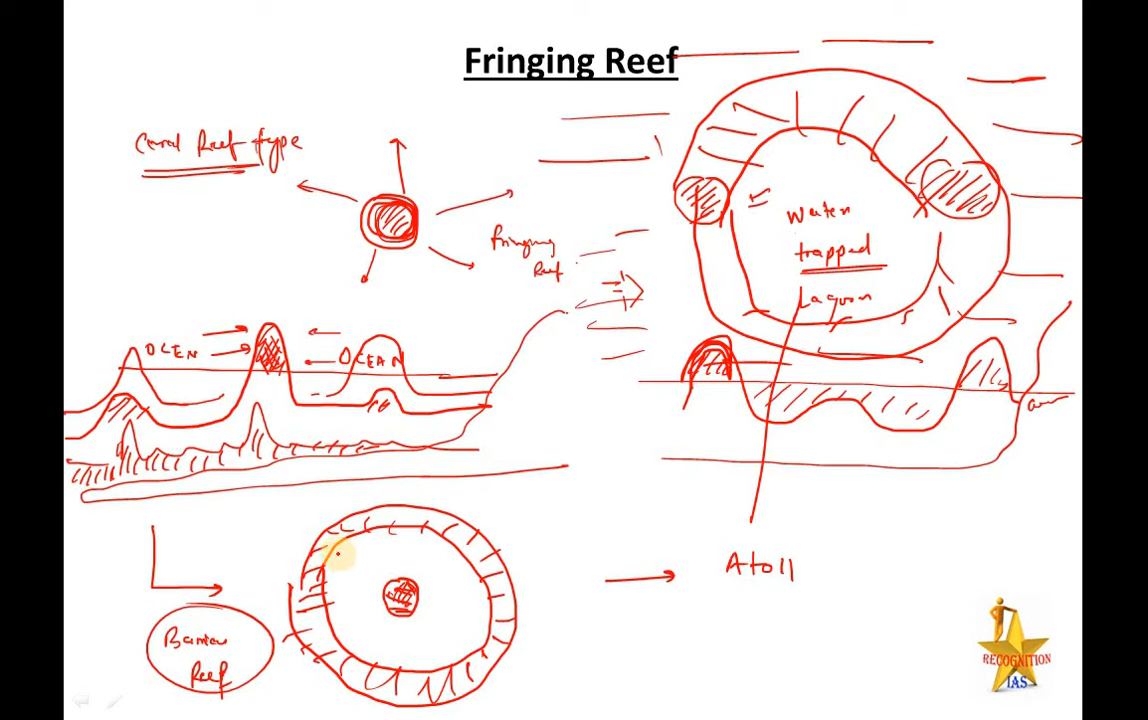 Fringing Reef
Coral Reef type
Fringing
Reef
Water
trapped
Lagoon
OCEN
OCEAN
Atoll
Barrier
Reef
RECOGNITION
IAS